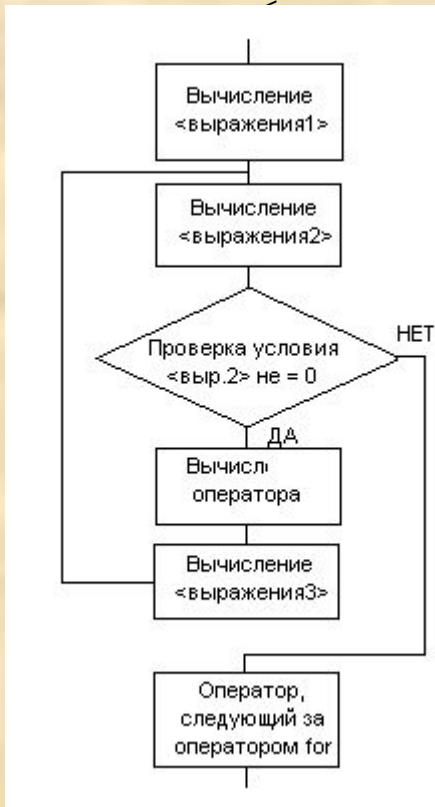 Вычисление
<выражения1>
Вычисление
<выражения2>
Проверка условия
<выр.2> не = 0
НЕТ
ДА
оператора
Вычисление
<выражения3>
Оператор,
следующий за
оператором for